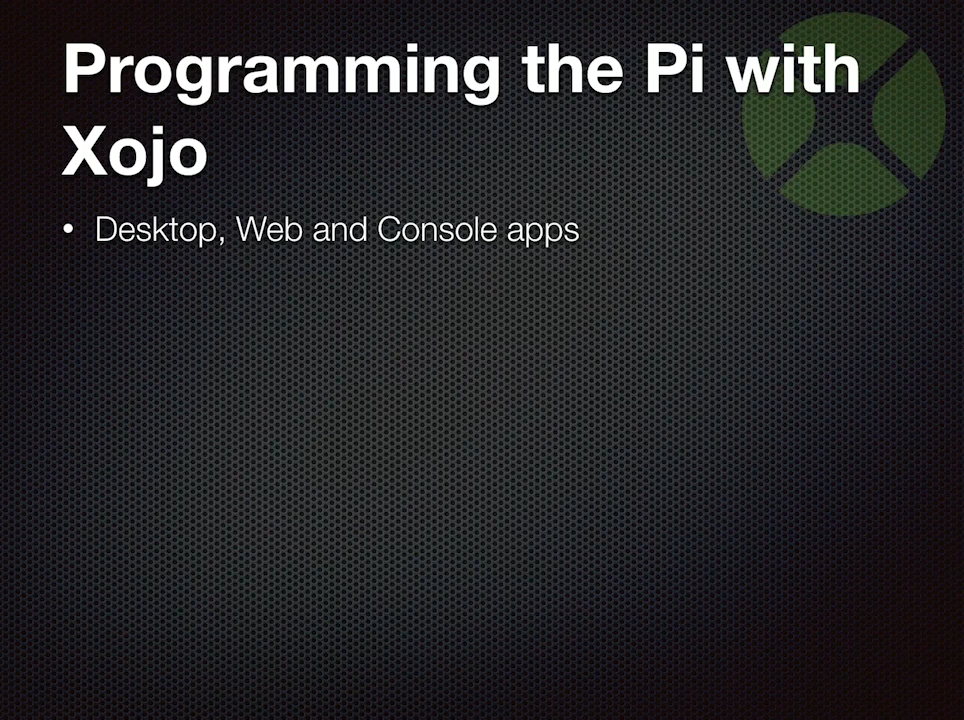 Programming the Pi with
Xojo
• Desktop, Web and Console apps